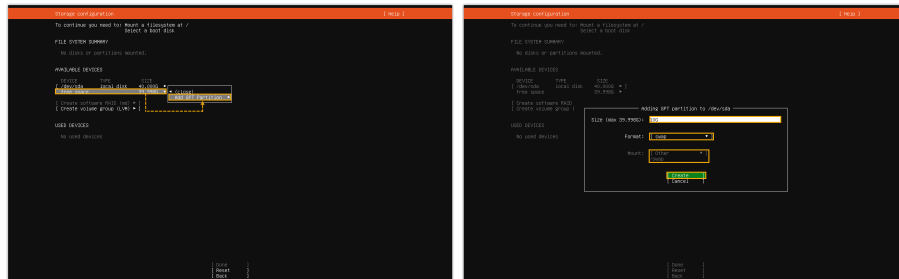 Storage configuration [ Help ]
To continue you need to: Mount a filesystem at /
Select a boot disk
FILE SYSTEM SUMMARY
No disks or partitions mounted.
AVAILABLE DEVICES
DEVICE TYPE SIZE
[ /dev/sda local disk 40.000G ▸ ]
free space 39.998G ▸
◂ (close)
Add GPT Partition ▸
[ Create software RAID (md) ▸ ]
[ Create volume group (LVM) ▸ ]
USED DEVICES
No used devices
[ Done ]
[ Reset ]
[ Back ]
Storage configuration [ Help ]
To continue you need to: Mount a filesystem at /
Select a boot disk
FILE SYSTEM SUMMARY
No disks or partitions mounted.
AVAILABLE DEVICES
DEVICE TYPE SIZE
[ /dev/sda local disk 40.000G ▸ ]
free space 39.998G ▸
[ Create software RAID
[ Create volume group (
USED DEVICES
No used devices
Adding GPT partition to /dev/sda
Size (max 39.998G):
Format: [ swap ▾ ]
Mount: [ Other ▾ ]
/swap
[ Create ]
[ Cancel ]
[ Done ]
[ Reset ]
[ Back ]